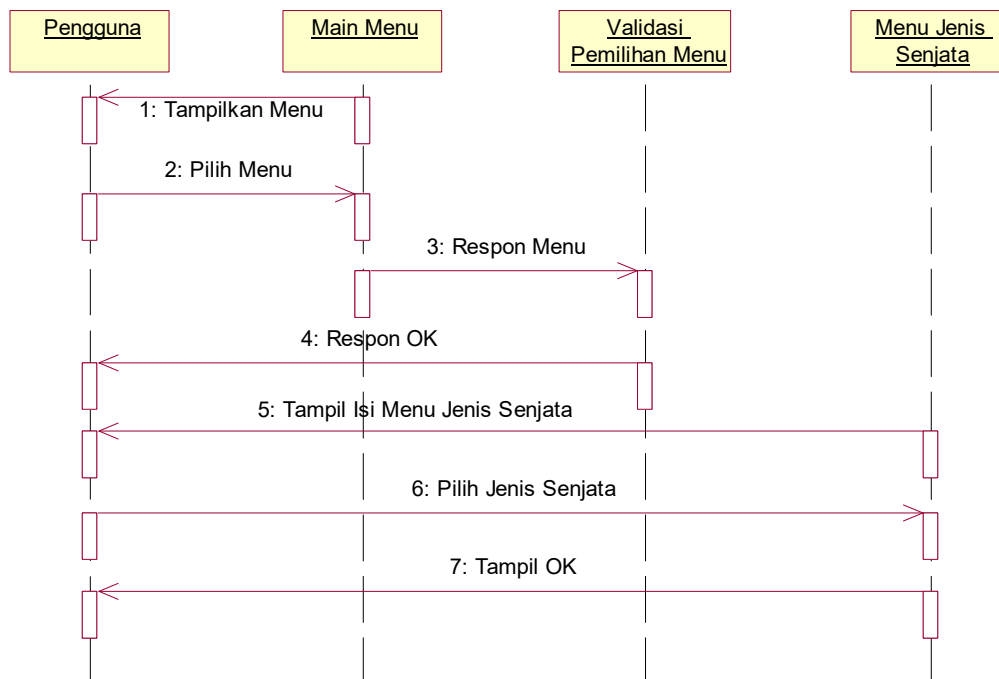 Pengguna
Main Menu
Validasi
Pemilihan Menu
Menu Jenis
Senjata
1: Tampilkan Menu
2: Pilih Menu
3: Respon Menu
4: Respon OK
5: Tampil Isi Menu Jenis Senjata
6: Pilih Jenis Senjata
7: Tampil OK